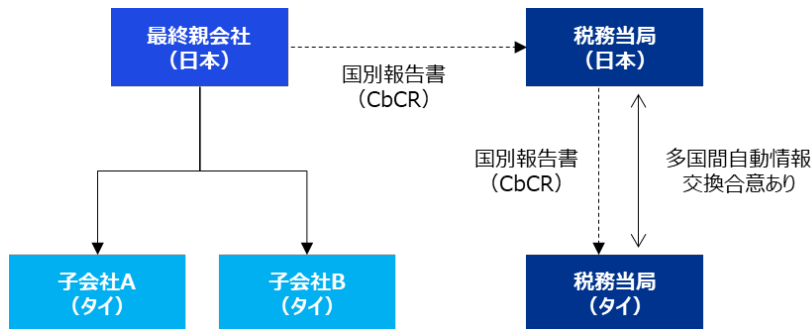 最終親会社
（日本）
税務当局
（日本）
国別報告書
（CbCR）
国別報告書
（CbCR）
多国間自動情報
交換合意あり
子会社A
（タイ）
子会社B
（タイ）
税務当局
（タイ）